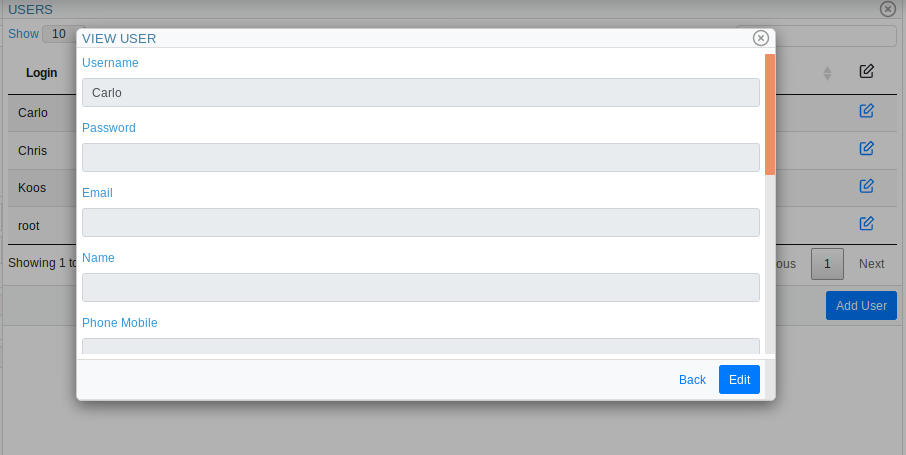 USERS
Show 10
VIEW USER
Login
Username
Carlo
Carlo
Password
Chris
Koos
Email
root
Name
Showing 1 to
1
Next
Phone Mobile
Add User
Back
Edit